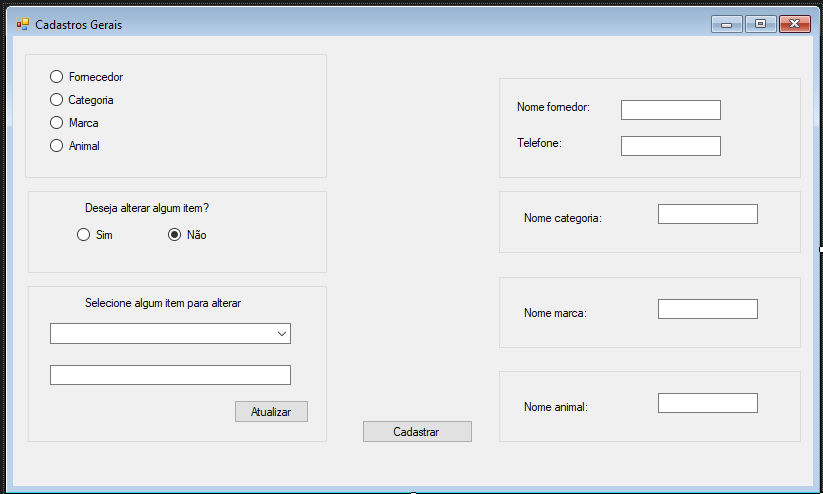 Cadastros Gerais
Fornecedor
Categoria
Marca
Animal
Deseja alterar algum item?
Sim
Não
Selecione algum item para alterar
Atualizar
Cadastrar
Nome fornedor:
Telefone:
Nome categoria:
Nome marca:
Nome animal: